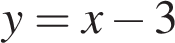 y = x − 3